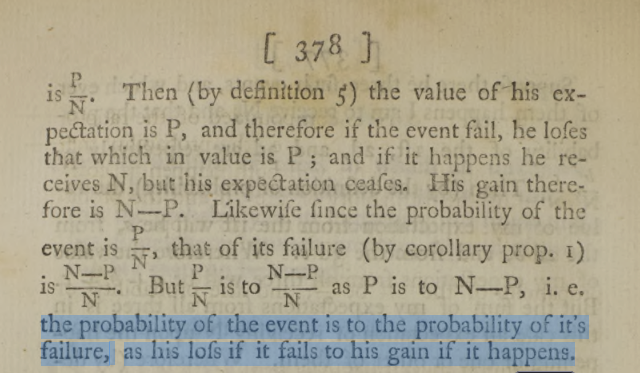 [ 378 ]
is P/N. Then (by definition 5) the value of his ex-
pectation is P, and therefore if the event fail, he loſes
that which in value is P ; and if it happens he re-
ceives N, but his expectation ceaſes. His gain there-
fore is N—P. Likewiſe ſince the probability of the
event is P/N, that of its failure (by corollary prop. 1)
is N—P/N. But P/N is to N—P/N as P is to N—P, i. e.
the probability of the event is to the probability of it's
failure, as his loſs if it fails to his gain if it happens.